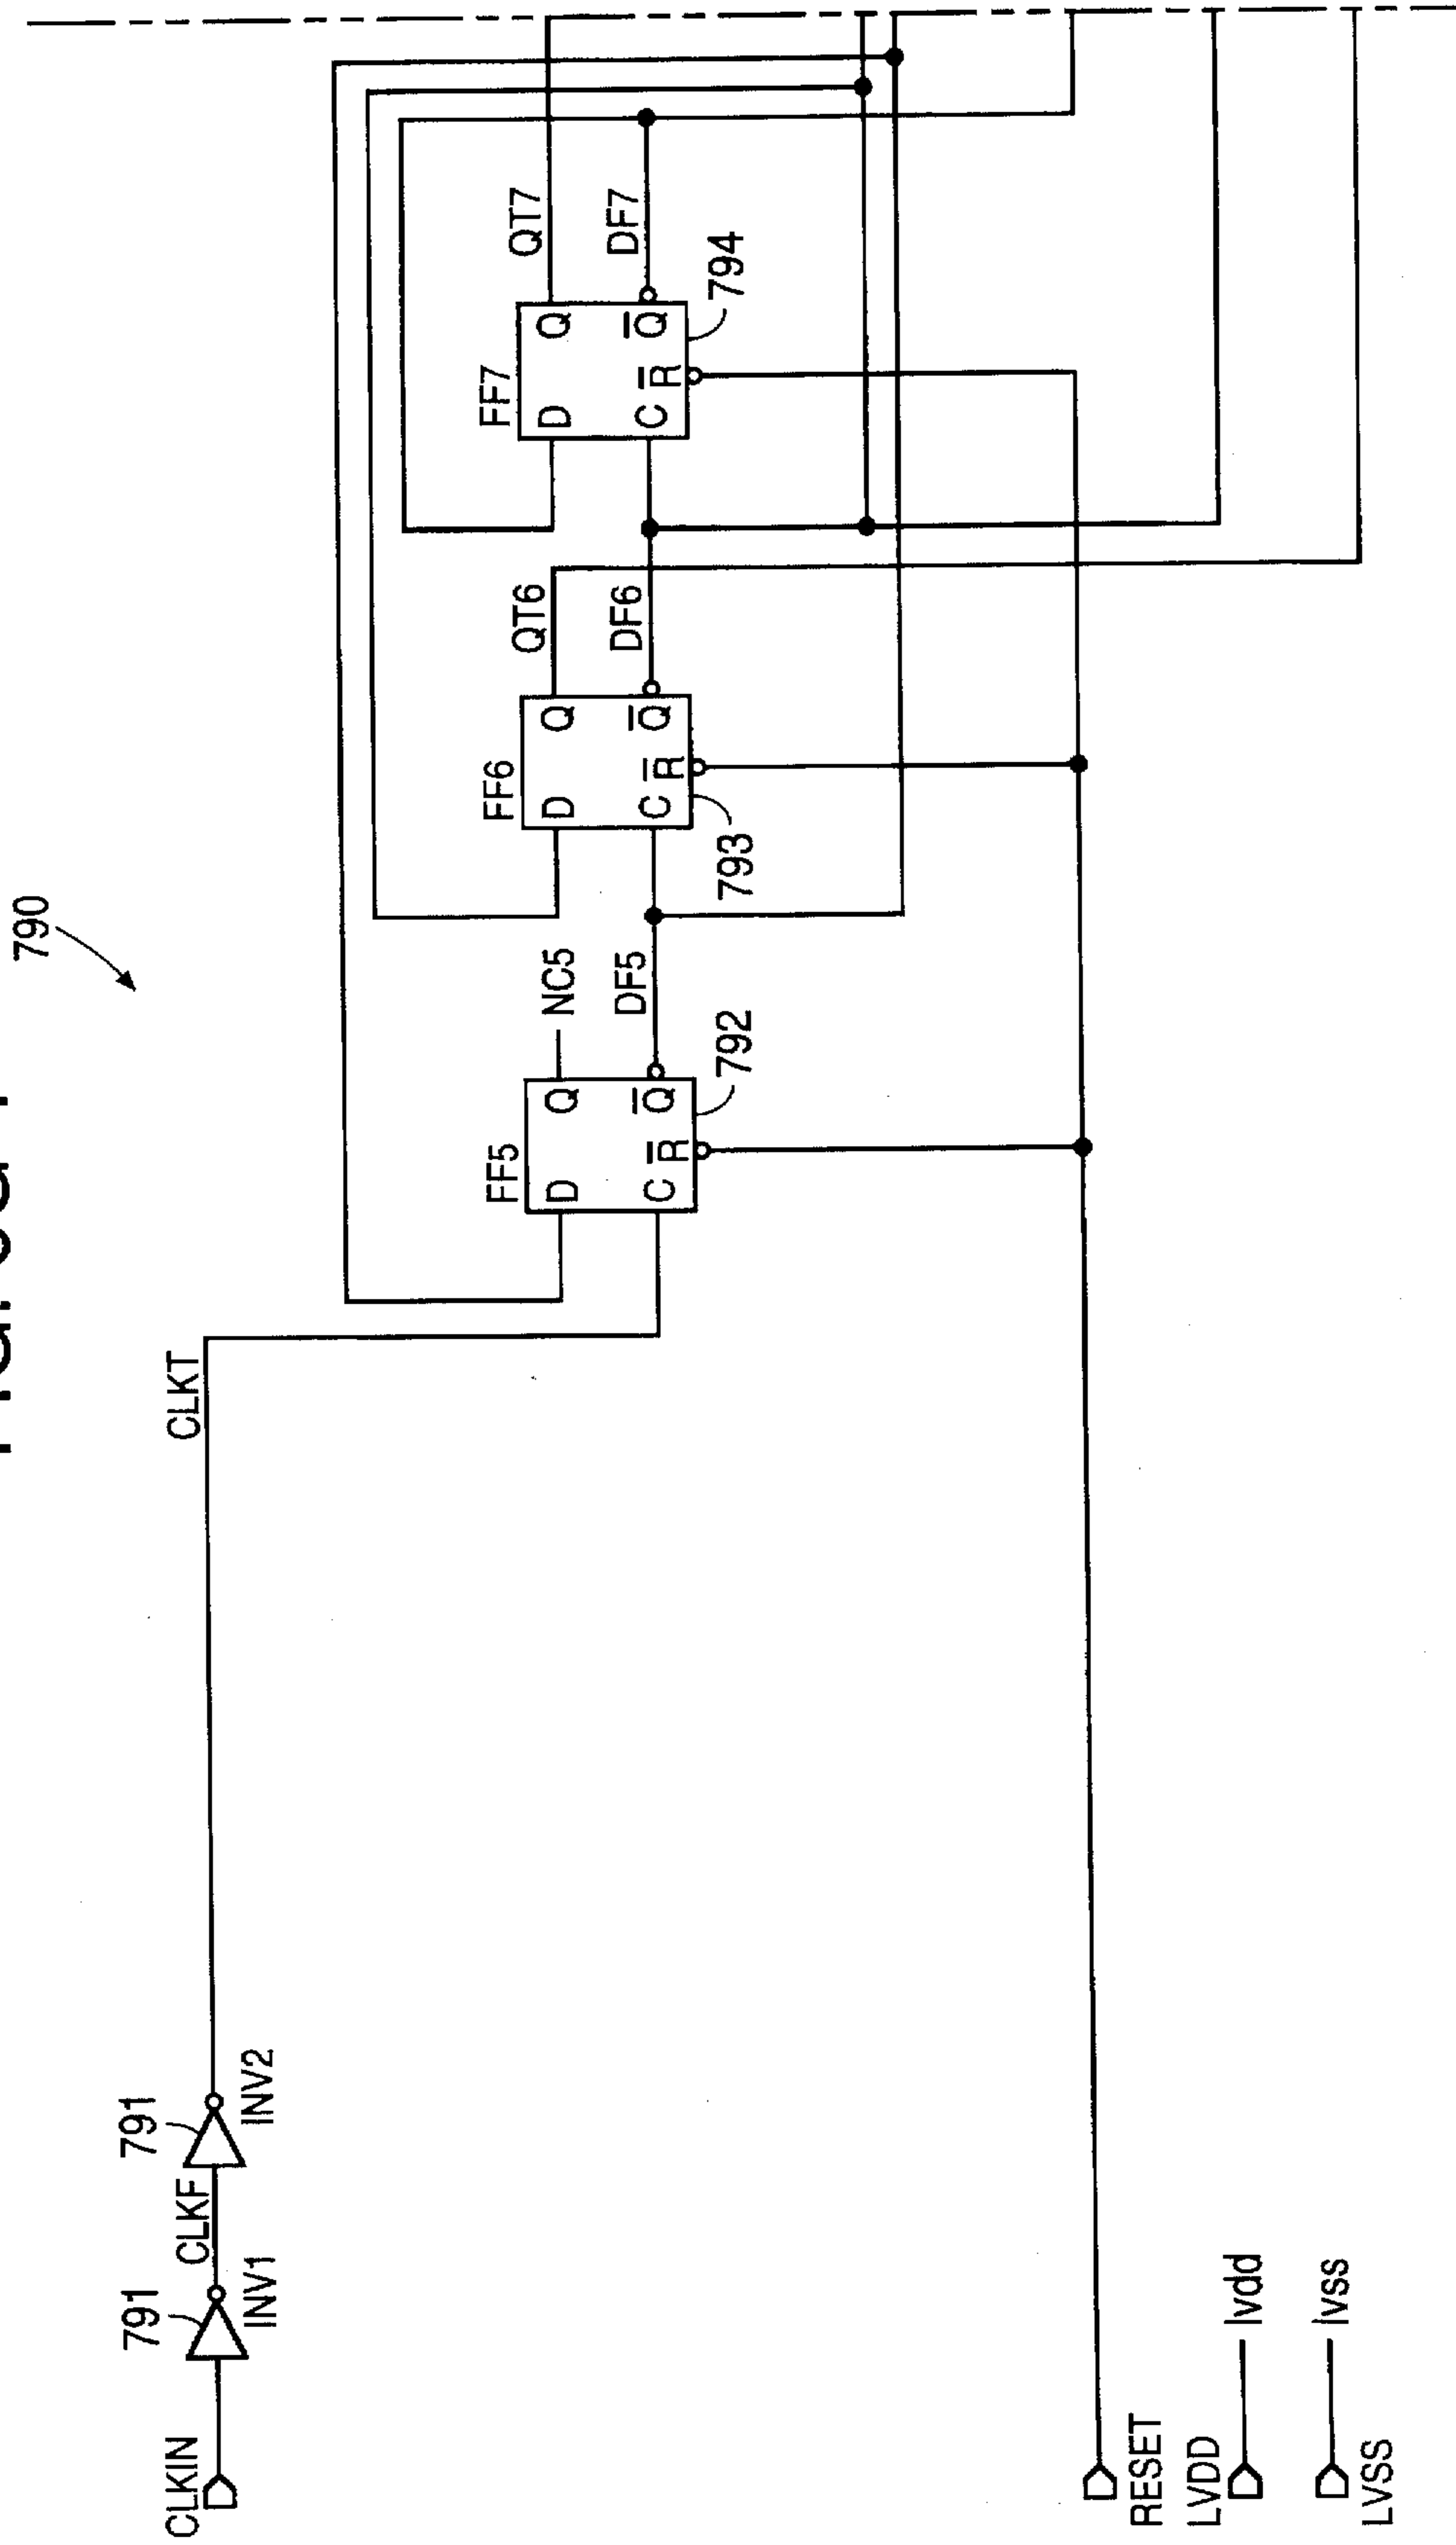 790
CLKIN
791
INV1
CLKF
791
INV2
CLKT
FF5
D
Q
C
R
Q
792
NC5
DF5
FF6
D
Q
C
R
Q
793
QT6
DF6
FF7
D
Q
C
R
Q
794
QT7
DF7
RESET
LVDD
lvdd
LVSS
lvss